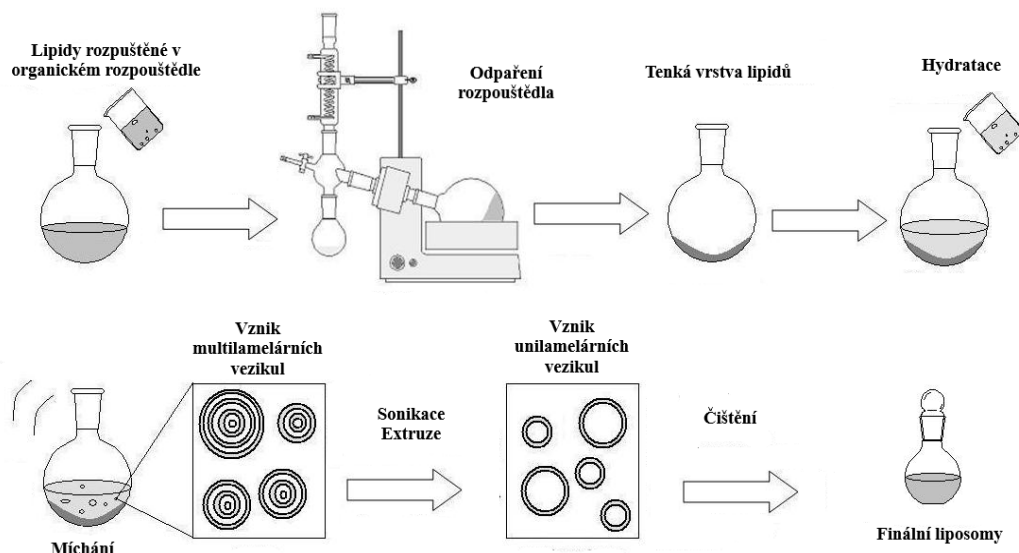 Lipidy rozpuštěné v
organickém rozpouštědle
Odpaření
rozpouštědla
Tenká vrstva lipidů
Hydratace
Vznik
multilamelárních
vezikul
Vznik
unilamelárních
vezikul
Sonikace
Extruze
Čištění
Míchání
Finální liposomy